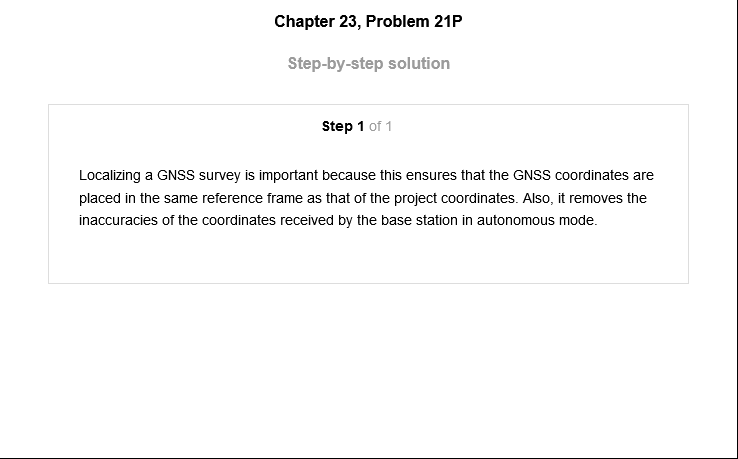 Chapter 23, Problem 21P
Step-by-step solution
Step 1 of 1
Localizing a GNSS survey is important because this ensures that the GNSS coordinates are
placed in the same reference frame as that of the project coordinates. Also, it removes the
inaccuracies of the coordinates received by the base station in autonomous mode.